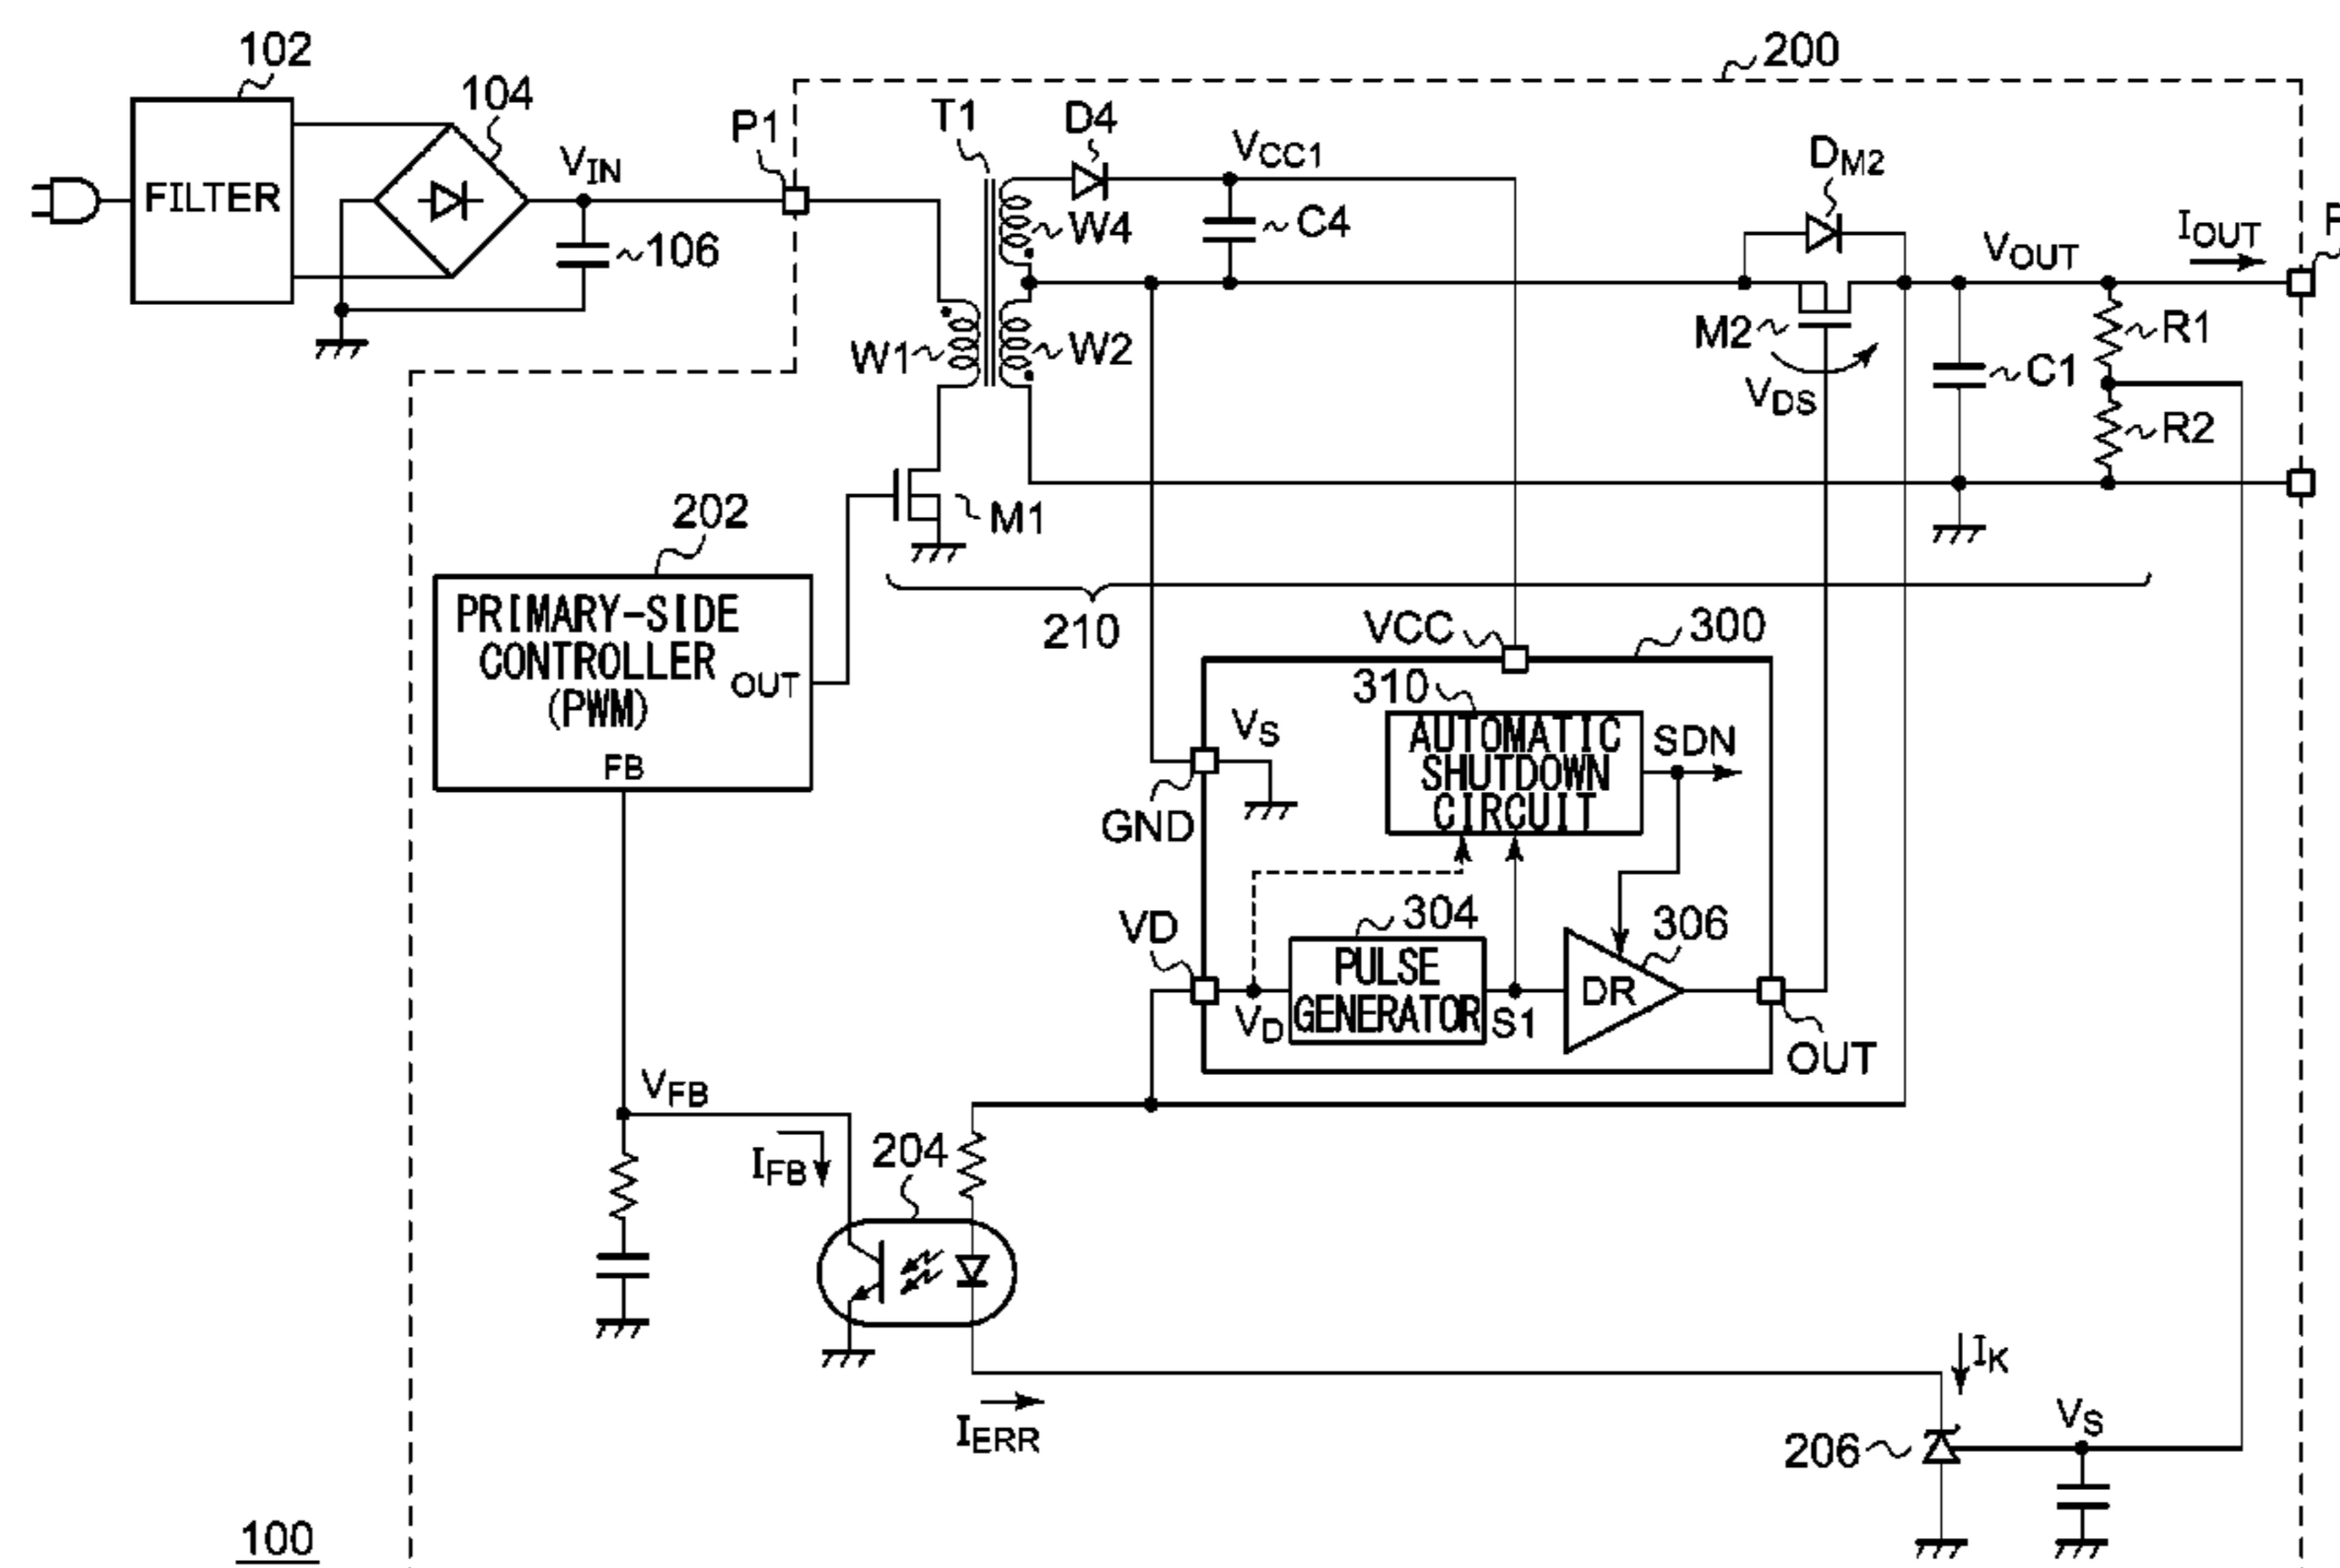 102
200
104
P1
T1
D4
VCC1
DM2
FILTER
VIN
W4
C4
VOUT
IOUT
P
106
M2
R1
W1
W2
VDS
C1
R2
202
M1
PRIMARY-SIDE
CONTROLLER
(PWM)
OUT
FB
210
VCC
300
310
VS
AUTOMATIC
SHUTDOWN
CIRCUIT
SDN
GND
VD
304
306
PULSE
GENERATOR
VD
S1
DR
OUT
VFB
IFB
204
IK
IERR
VS
206
100